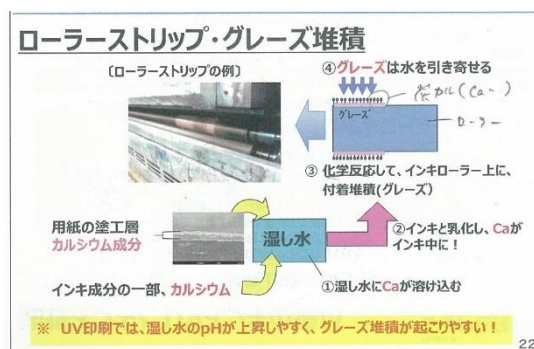 ローラーストリップ・グレーズ堆積
〔ローラーストリップの例〕
④グレーズは水を引き寄せる
炭カル(Ca〜)
グレーズ
ローラー
③ 化学反応して、インキローラー上に、
付着堆積(グレーズ)
用紙の塗工層
カルシウム成分
湿し水
②インキと乳化し、Caが
インキ中に!
インキ成分の一部、カルシウム
①湿し水にCaが溶け込む
※ UV印刷では、湿し水のpHが上昇しやすく、グレーズ堆積が起こりやすい!
22